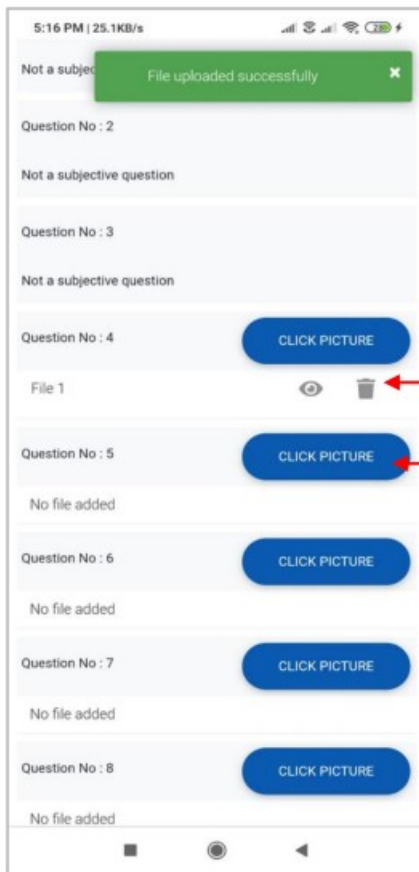 5:16 PM | 25.1KB/s
Not a subjec
File uploaded successfully
Question No : 2
Not a subjective question
Question No : 3
Not a subjective question
Question No : 4
CLICK PICTURE
File 1
Question No : 5
CLICK PICTURE
No file added
Question No : 6
CLICK PICTURE
No file added
Question No : 7
CLICK PICTURE
No file added
Question No : 8
CLICK PICTURE
No file added